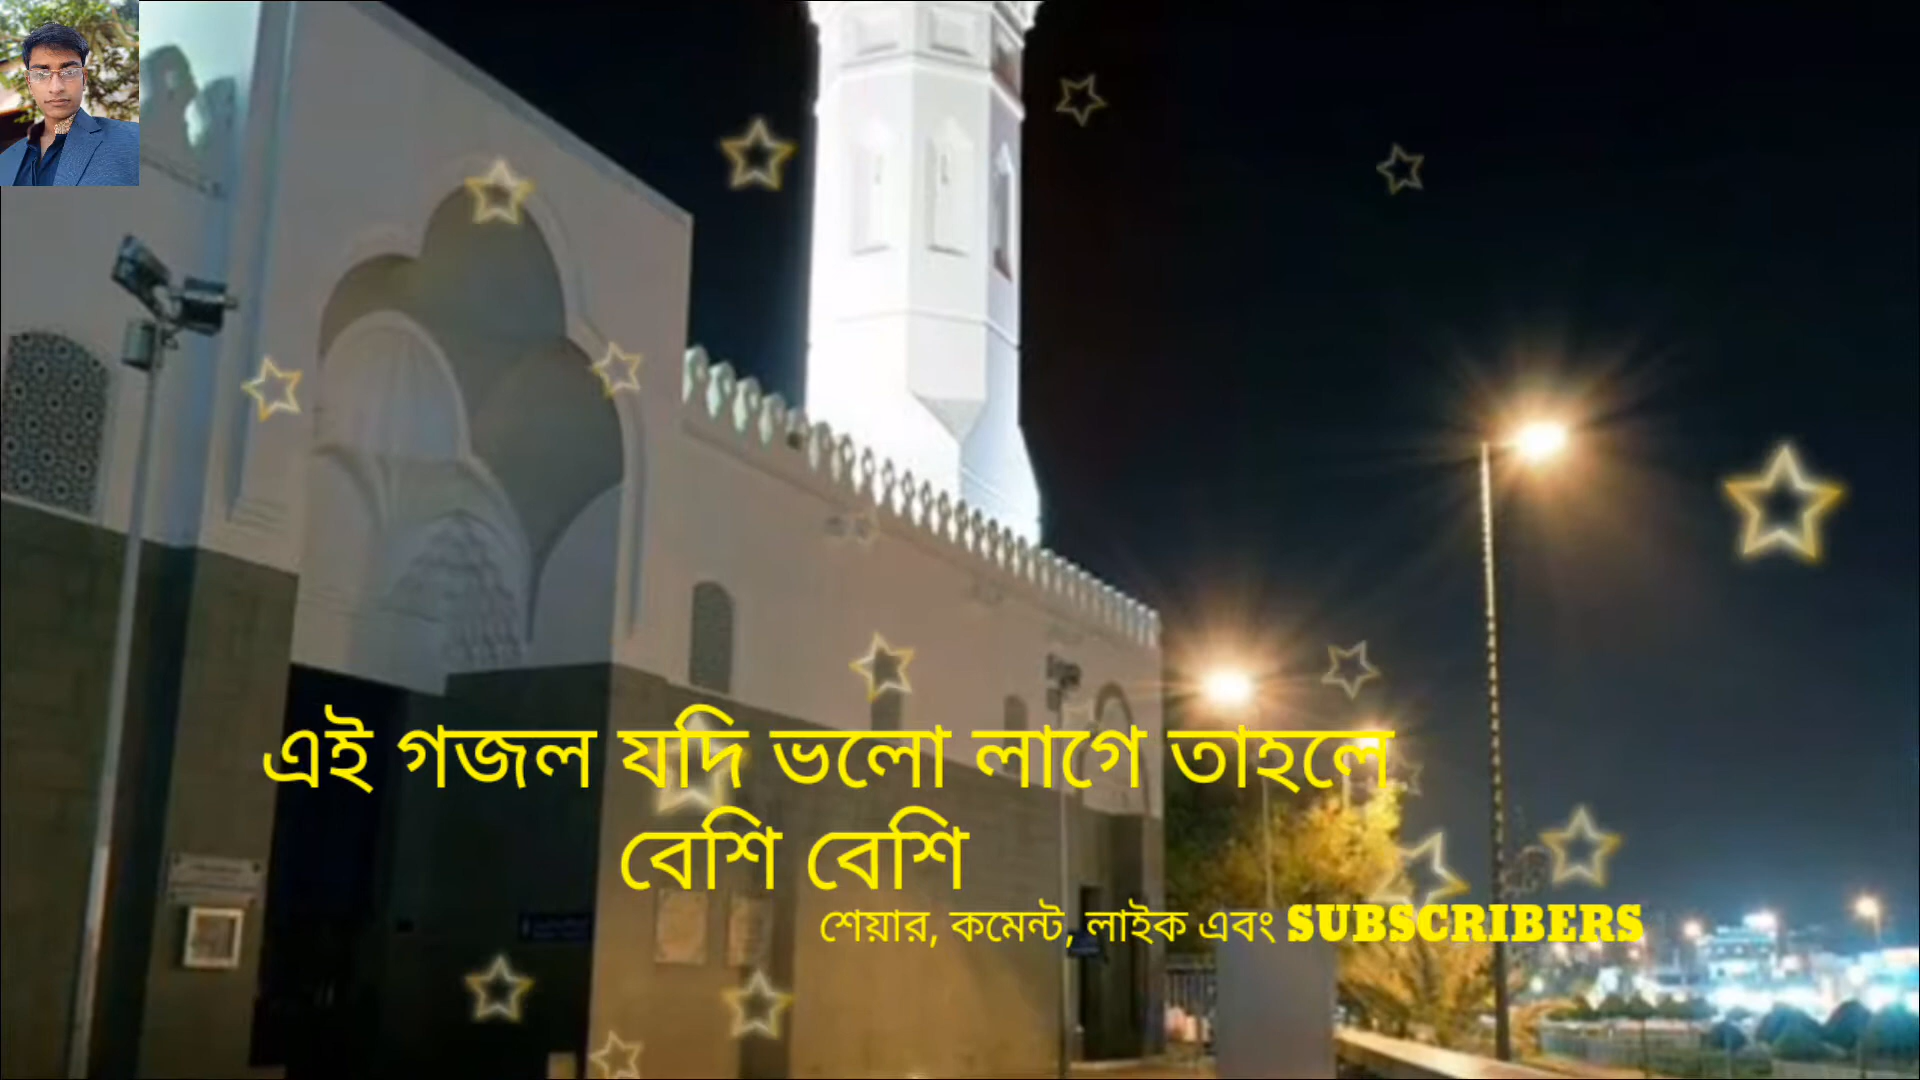 এই গজল যদি ভলো লাগে তাহলে
বেশি বেশি
শেয়ার, কমেন্ট, লাইক এবং SUBSCRIBERS